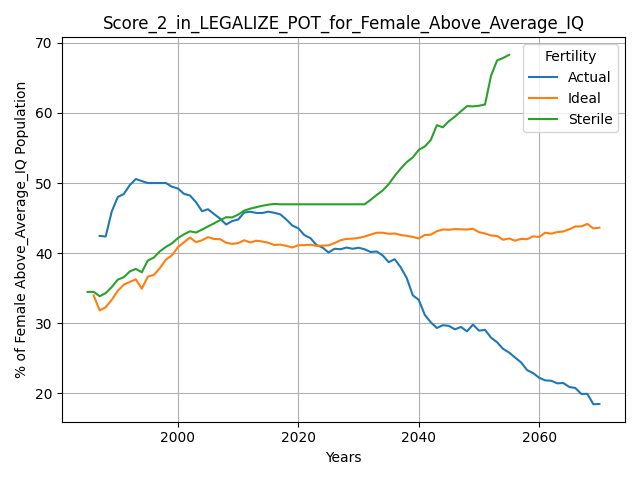 Score_2_in_LEGALIZE_POT_for_Female_Above_Average_IQ
% of Female Above_Average_IQ Population
70
60
50
40
30
20
Fertility
Actual
Ideal
Sterile
2000 2020 2040 2060
Years